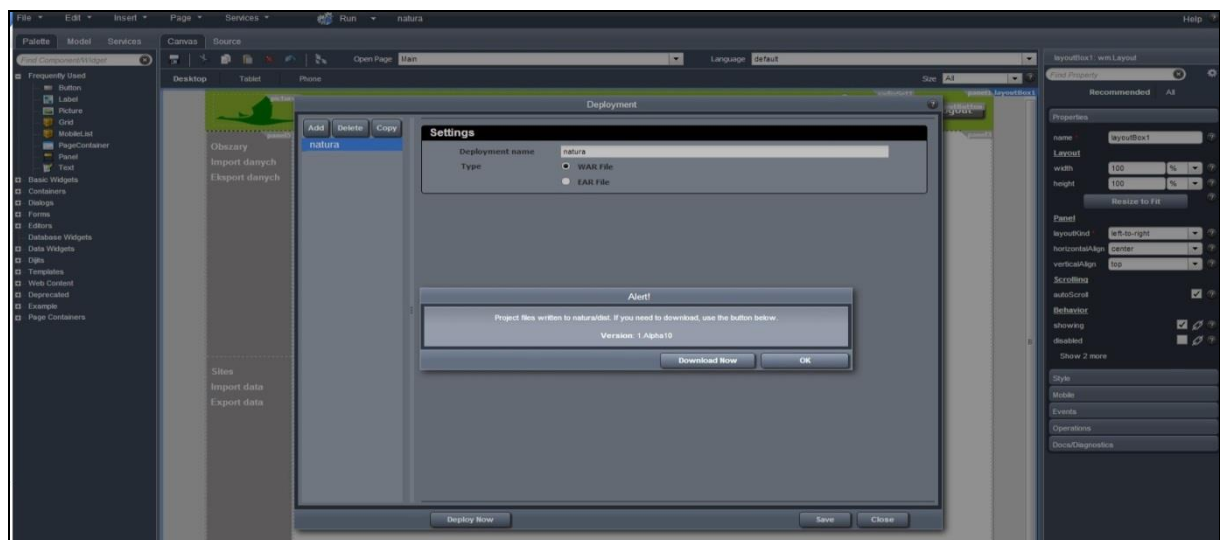 File Edit Insert Page Services Run natura Help
Palette Model Services Canvas Source
Find Component/Widget Open Page Main Language default layoutBox1: wm.Layout
Desktop Tablet Phone Size All Find Property
Recommended All
Frequently Used
Button
Label
Picture
Grid
MobileList
PageContainer
Panel
Text
Basic Widgets
Containers
Dialogs
Forms
Editors
Database Widgets
Data Widgets
Dijits
Templates
Web Content
Deprecated
Example
Page Containers
Obszary
Import danych
Eksport danych
Sites
Import data
Export data
Deployment
Add Delete Copy
natura
Settings
Deployment name natura
Type WAR File
EAR File
Alert!
Project files written to natura/dist. If you need to download, use the button below.
Version: 1.Alpha19
Download Now OK
Deploy Now Save Close
Properties
name layoutBox1
Layout
width 100 %
height 100 %
Resize to Fit
Panel
layoutKind left-to-right
horizontalAlign center
verticalAlign top
Scrolling
autoScroll
Behavior
showing
disabled
Show 2 more
Style
Mobile
Events
Operations
Docs/Diagnostics